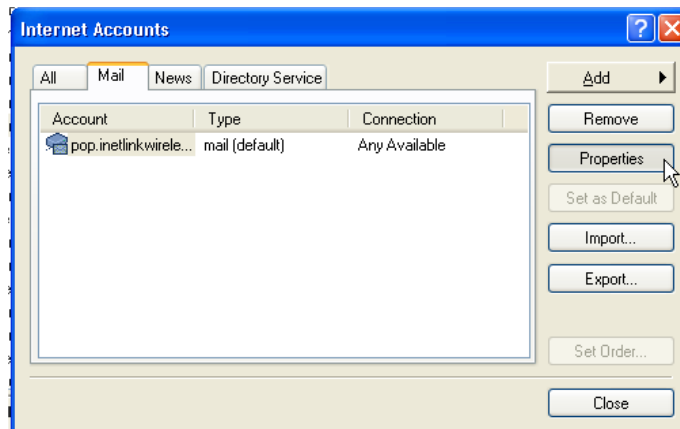 Internet Accounts
All Mail News Directory Service
Add
Account Type Connection
Remove
pop.inetlinkwirele... mail (default) Any Available
Properties
Set as Default
Import...
Export...
Set Order...
Close